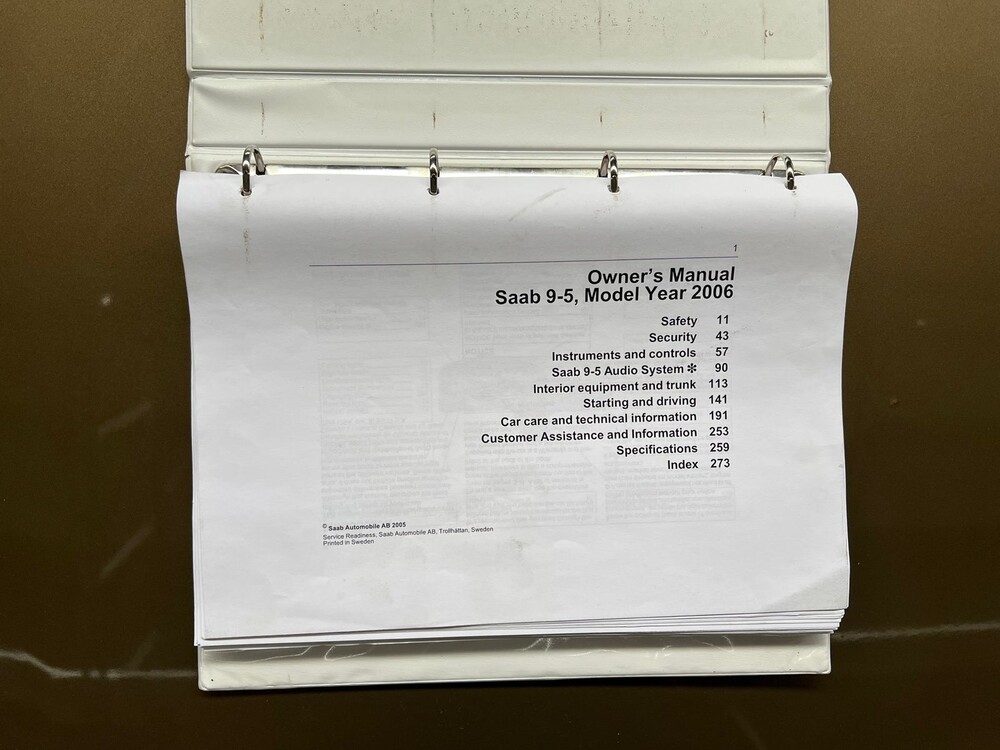 1
Owner's Manual
Saab 9-5, Model Year 2006
Safety 11
Security 43
Instruments and controls 57
Saab 9-5 Audio System ✻ 90
Interior equipment and trunk 113
Starting and driving 141
Car care and technical information 191
Customer Assistance and Information 253
Specifications 259
Index 273
© Saab Automobile AB 2005
Service Readiness, Saab Automobile AB, Trollhättan, Sweden
Printed in Sweden